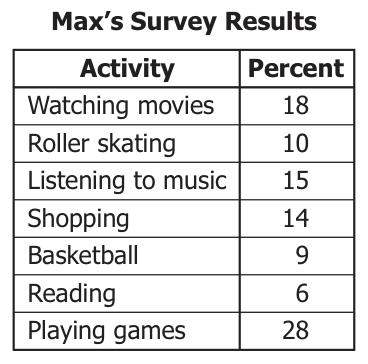 Max’s Survey Results
Activity Percent
Watching movies 18
Roller skating 10
Listening to music 15
Shopping 14
Basketball 9
Reading 6
Playing games 28